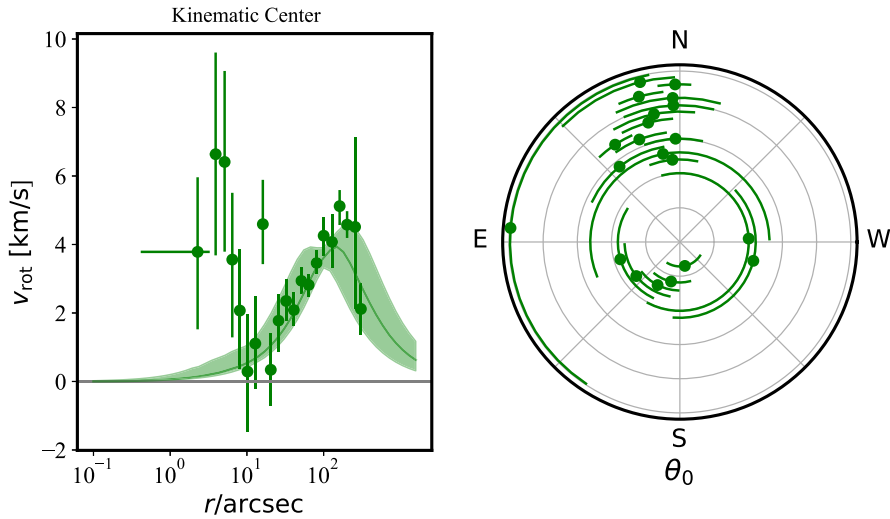 Kinematic Center
10
8
6
4
2
0
−2
v_rot [km/s]
10^−1
10^0
10^1
10^2
r/arcsec
N
E
W
S
θ_0